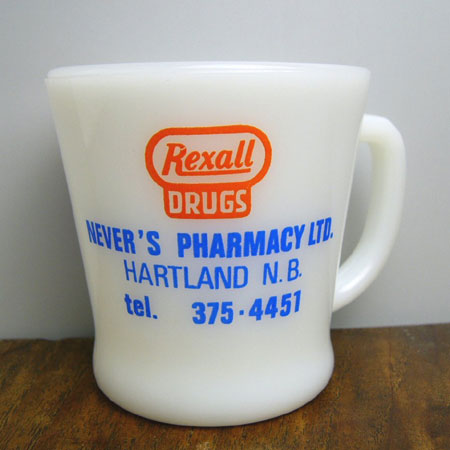 Rexall
DRUGS
NEVER'S PHARMACY LTD.
HARTLAND N.B.
tel. 375-4451